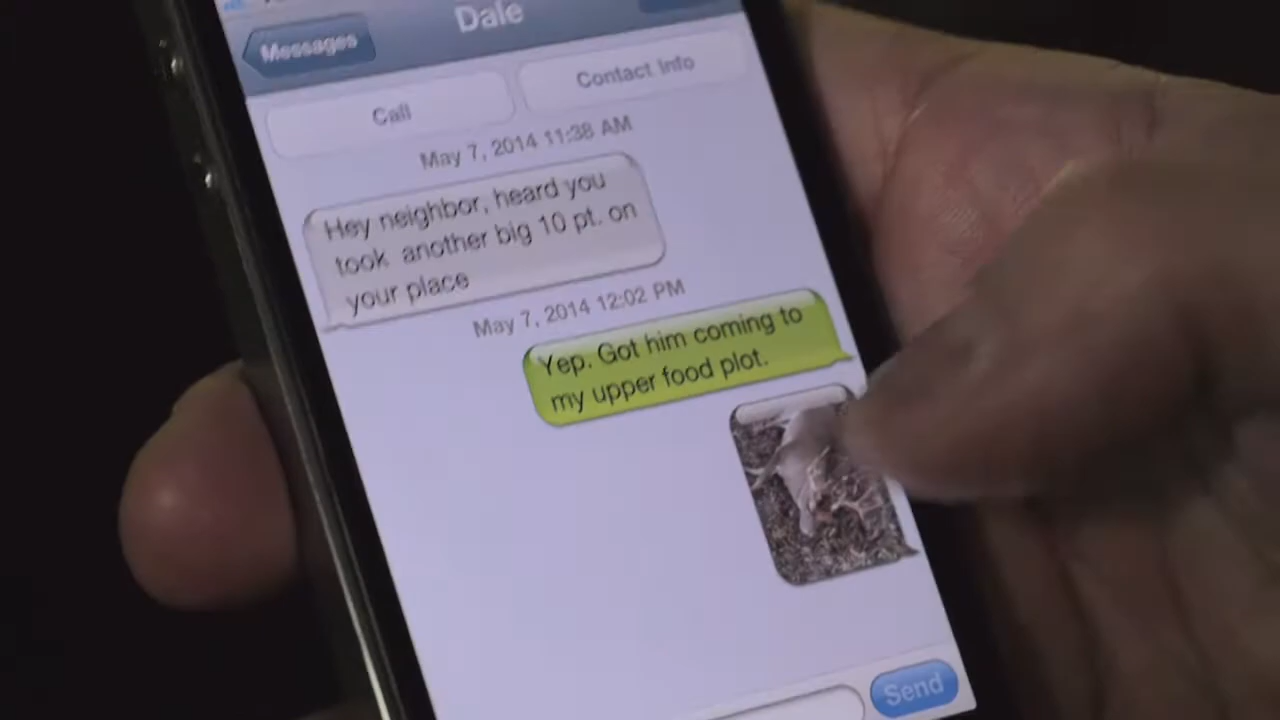 Dale
Messages
Call
Contact Info
May 7, 2014 11:38 AM
Hey neighbor, heard you
took another big 10 pt. on
your place
May 7, 2014 12:02 PM
Yep. Got him coming to
my upper food plot.
Send